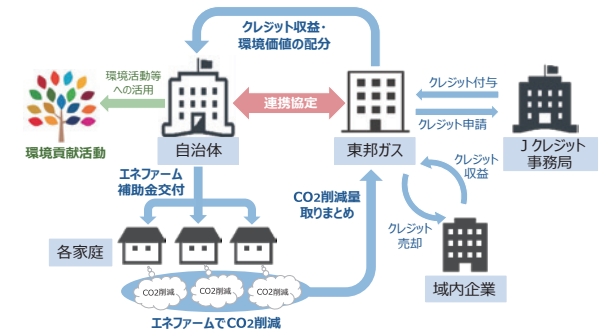 クレジット収益・
環境価値の配分
環境活動等
への活用
連携協定
クレジット付与
クレジット申請
環境貢献活動
自治体
東邦ガス
Jクレジット
事務局
エネファーム
補助金交付
CO2削減量
取りまとめ
クレジット
収益
クレジット
売却
各家庭
域内企業
CO2削減
CO2削減
CO2削減
エネファームでCO2削減